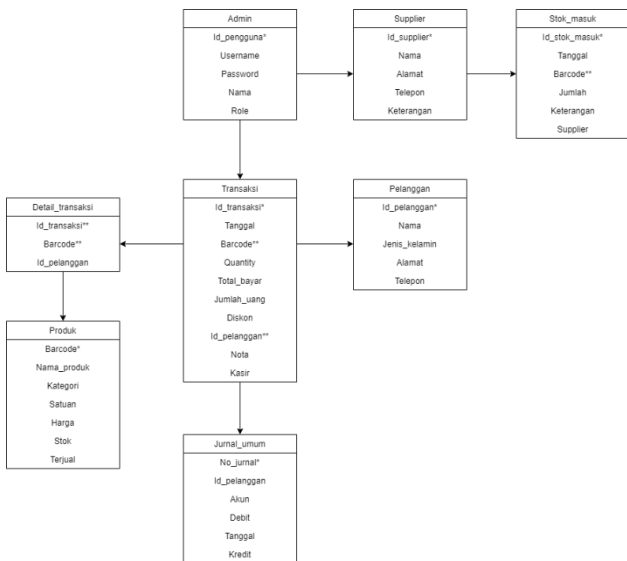 Admin
Id_pengguna*
Username
Password
Nama
Role
Supplier
Id_supplier*
Nama
Alamat
Telepon
Keterangan
Stok_masuk
Id_stok_masuk*
Tanggal
Barcode**
Jumlah
Keterangan
Supplier
Detail_transaksi
Id_transaksi**
Barcode**
Id_pelanggan
Transaksi
Id_transaksi*
Tanggal
Barcode**
Quantity
Total_bayar
Jumlah_uang
Diskon
Id_pelanggan**
Nota
Kasir
Pelanggan
Id_pelanggan*
Nama
Jenis_kelamin
Alamat
Telepon
Produk
Barcode*
Nama_produk
Kategori
Satuan
Harga
Stok
Terjual
Jurnal_umum
No_jurnal*
Id_pelanggan
Akun
Debit
Tanggal
Kredit